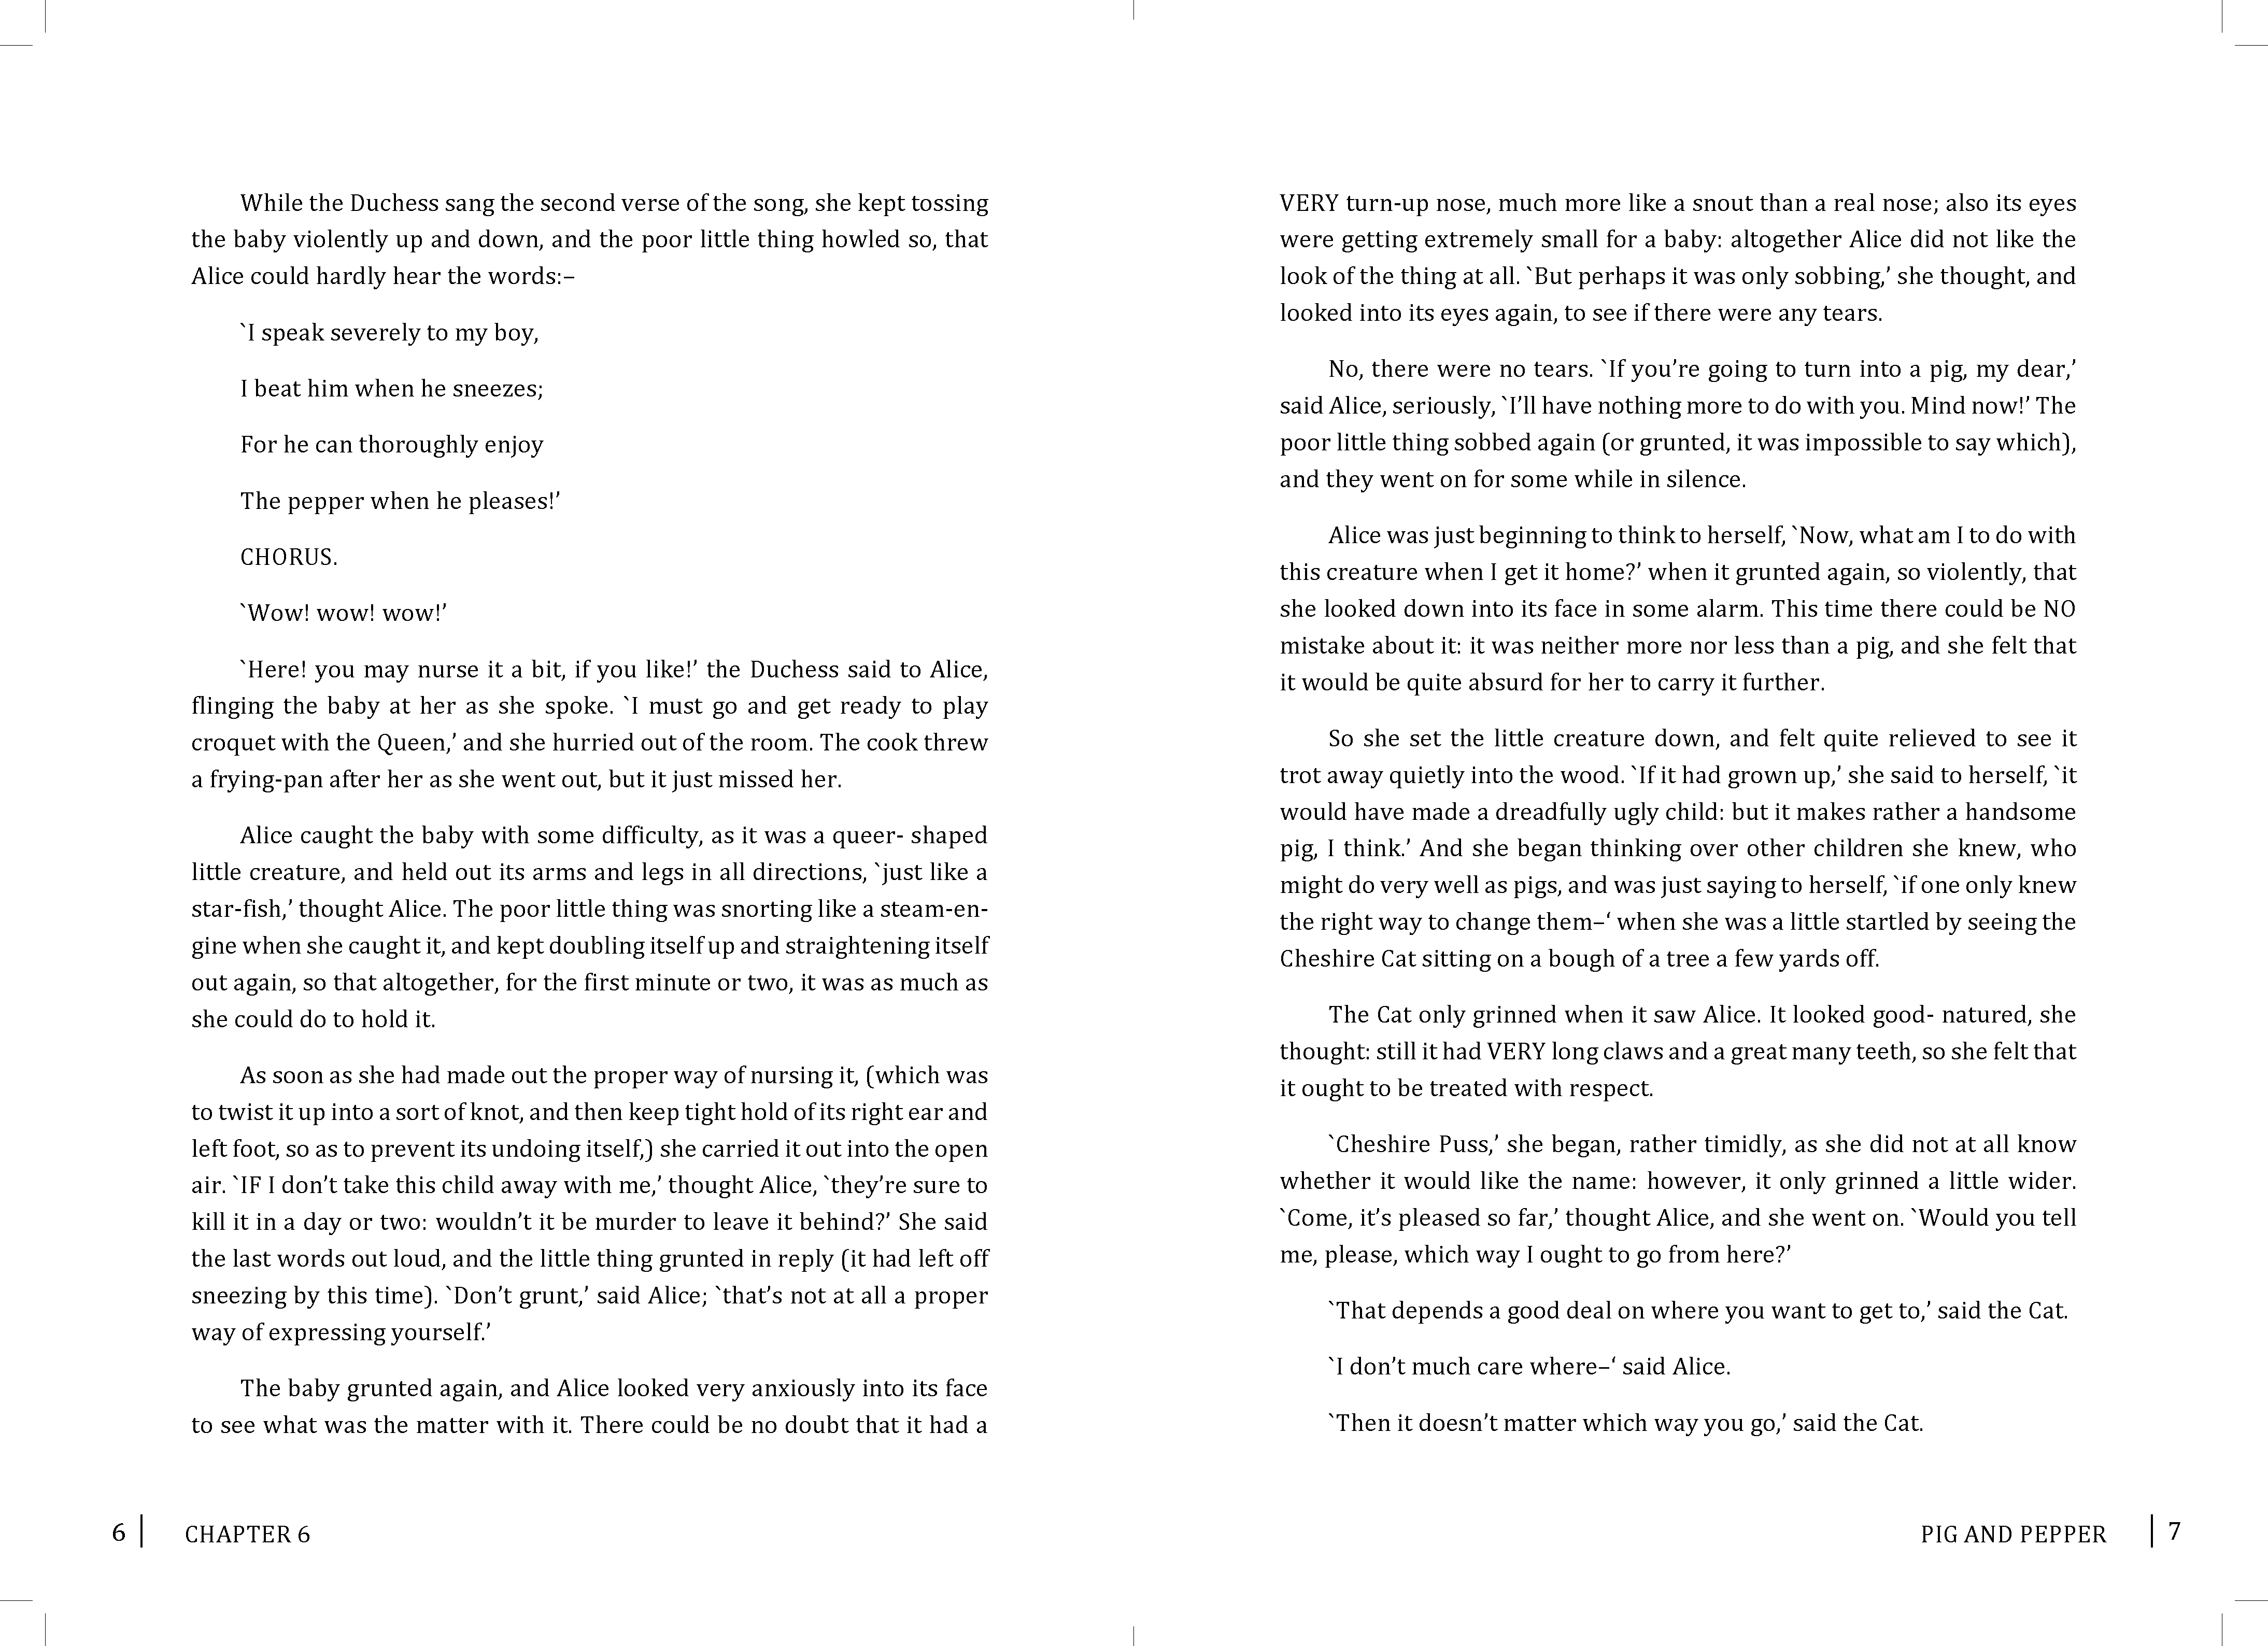 While the Duchess sang the second verse of the song, she kept tossing
the baby violently up and down, and the poor little thing howled so, that
Alice could hardly hear the words:–
`I speak severely to my boy,
I beat him when he sneezes;
For he can thoroughly enjoy
The pepper when he pleases!’
CHORUS.
`Wow! wow! wow!’
`Here! you may nurse it a bit, if you like!’ the Duchess said to Alice,
flinging the baby at her as she spoke. `I must go and get ready to play
croquet with the Queen,’ and she hurried out of the room. The cook threw
a frying-pan after her as she went out, but it just missed her.
Alice caught the baby with some difficulty, as it was a queer- shaped
little creature, and held out its arms and legs in all directions, `just like a
star-fish,’ thought Alice. The poor little thing was snorting like a steam-en-
gine when she caught it, and kept doubling itself up and straightening itself
out again, so that altogether, for the first minute or two, it was as much as
she could do to hold it.
As soon as she had made out the proper way of nursing it, (which was
to twist it up into a sort of knot, and then keep tight hold of its right ear and
left foot, so as to prevent its undoing itself,) she carried it out into the open
air. `IF I don’t take this child away with me,’ thought Alice, `they’re sure to
kill it in a day or two: wouldn’t it be murder to leave it behind?’ She said
the last words out loud, and the little thing grunted in reply (it had left off
sneezing by this time). `Don’t grunt,’ said Alice; `that’s not at all a proper
way of expressing yourself.’
The baby grunted again, and Alice looked very anxiously into its face
to see what was the matter with it. There could be no doubt that it had a
6
CHAPTER 6
VERY turn-up nose, much more like a snout than a real nose; also its eyes
were getting extremely small for a baby: altogether Alice did not like the
look of the thing at all. `But perhaps it was only sobbing,’ she thought, and
looked into its eyes again, to see if there were any tears.
No, there were no tears. `If you’re going to turn into a pig, my dear,’
said Alice, seriously, `I’ll have nothing more to do with you. Mind now!’ The
poor little thing sobbed again (or grunted, it was impossible to say which),
and they went on for some while in silence.
Alice was just beginning to think to herself, `Now, what am I to do with
this creature when I get it home?’ when it grunted again, so violently, that
she looked down into its face in some alarm. This time there could be NO
mistake about it: it was neither more nor less than a pig, and she felt that
it would be quite absurd for her to carry it further.
So she set the little creature down, and felt quite relieved to see it
trot away quietly into the wood. `If it had grown up,’ she said to herself, `it
would have made a dreadfully ugly child: but it makes rather a handsome
pig, I think.’ And she began thinking over other children she knew, who
might do very well as pigs, and was just saying to herself, `if one only knew
the right way to change them–‘ when she was a little startled by seeing the
Cheshire Cat sitting on a bough of a tree a few yards off.
The Cat only grinned when it saw Alice. It looked good- natured, she
thought: still it had VERY long claws and a great many teeth, so she felt that
it ought to be treated with respect.
`Cheshire Puss,’ she began, rather timidly, as she did not at all know
whether it would like the name: however, it only grinned a little wider.
`Come, it’s pleased so far,’ thought Alice, and she went on. `Would you tell
me, please, which way I ought to go from here?’
`That depends a good deal on where you want to get to,’ said the Cat.
`I don’t much care where–‘ said Alice.
`Then it doesn’t matter which way you go,’ said the Cat.
PIG AND PEPPER
7